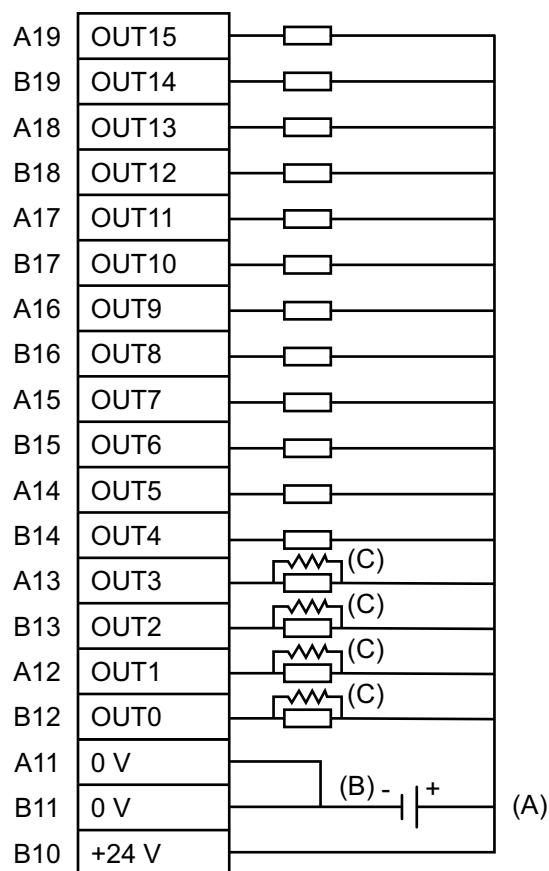 A19 OUT15
B19 OUT14
A18 OUT13
B18 OUT12
A17 OUT11
B17 OUT10
A16 OUT9
B16 OUT8
A15 OUT7
B15 OUT6
A14 OUT5
B14 OUT4
(C)
A13 OUT3
(C)
B13 OUT2
(C)
A12 OUT1
(C)
B12 OUT0
A11 0 V
B11 0 V (B) - + (A)
B10 +24 V